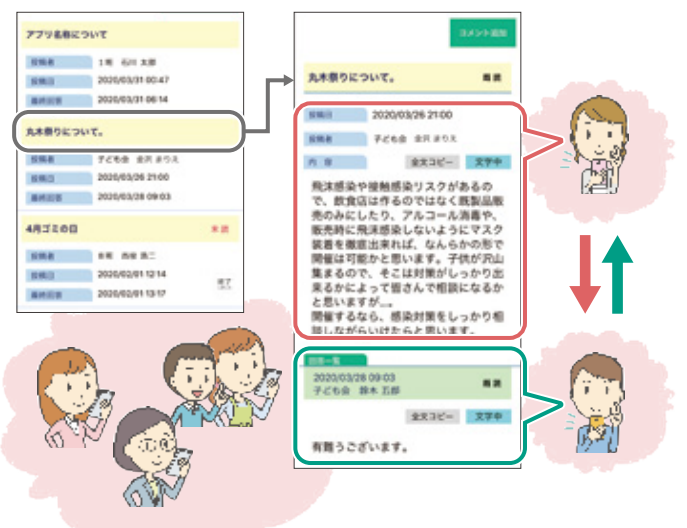 アプリ名称について
投稿者 1班 石川 太郎
投稿日 2020/03/31 00:47
最終回答 2020/03/31 06:14
丸木祭りについて。
投稿者 子ども会 金沢 まりえ
投稿日 2020/03/26 21:00
最終回答 2020/03/28 09:03
4月ゴミの日 未読
投稿者
投稿日 2020/02/01 12:14
最終回答 2020/02/01 13:17
コメント追加
丸木祭りについて。 既読
投稿日 2020/03/26 21:00
投稿者 子ども会 金沢 まりえ
内 容 全文コピー 文字中
飛沫感染や接触感染リスクがあるの
で、飲食店は作るのではなく既製品販
売のみにしたり、アルコール消毒や、
販売時に飛沫感染しないようにマスク
装着を徹底出来れば、なんらかの形で
開催は可能かと思います。子供が沢山
集まるので、そこは対策がしっかり出
来るかによって皆さんで相談になるか
と思いますが…。
開催するなら、感染対策をしっかり相
談しながらいけたらと思います。
回答一覧
2020/03/28 09:03 既読
子ども会 鈴木 五郎
全文コピー 文字中
有難うございます。